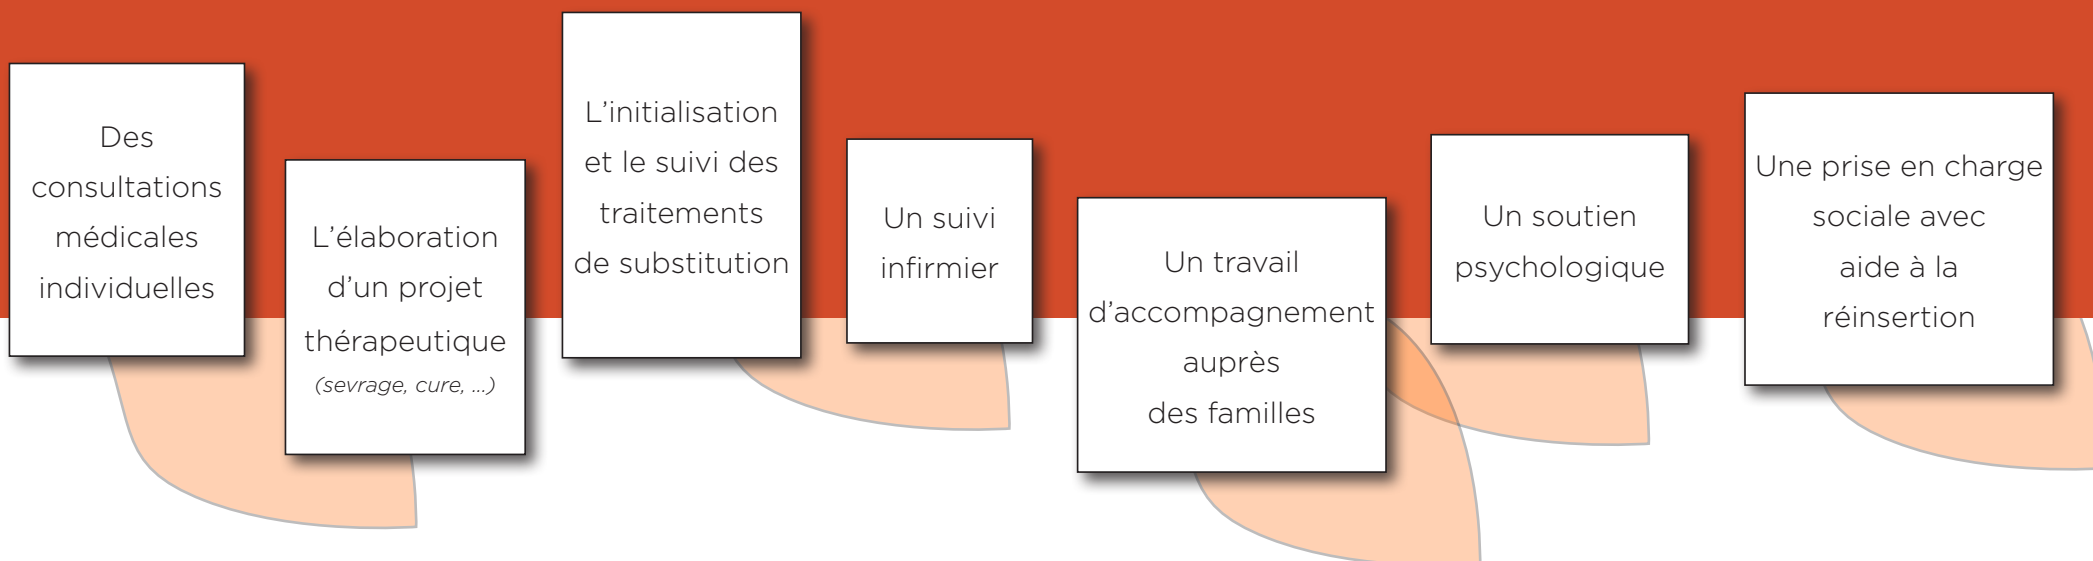 Des
consultations
médicales
individuelles
L’élaboration
d’un projet
thérapeutique
(sevrage, cure, ...)
L’initialisation
et le suivi des
traitements
de substitution
Un suivi
infirmier
Un travail
d’accompagnement
auprès
des familles
Un soutien
psychologique
Une prise en charge
sociale avec
aide à la
réinsertion